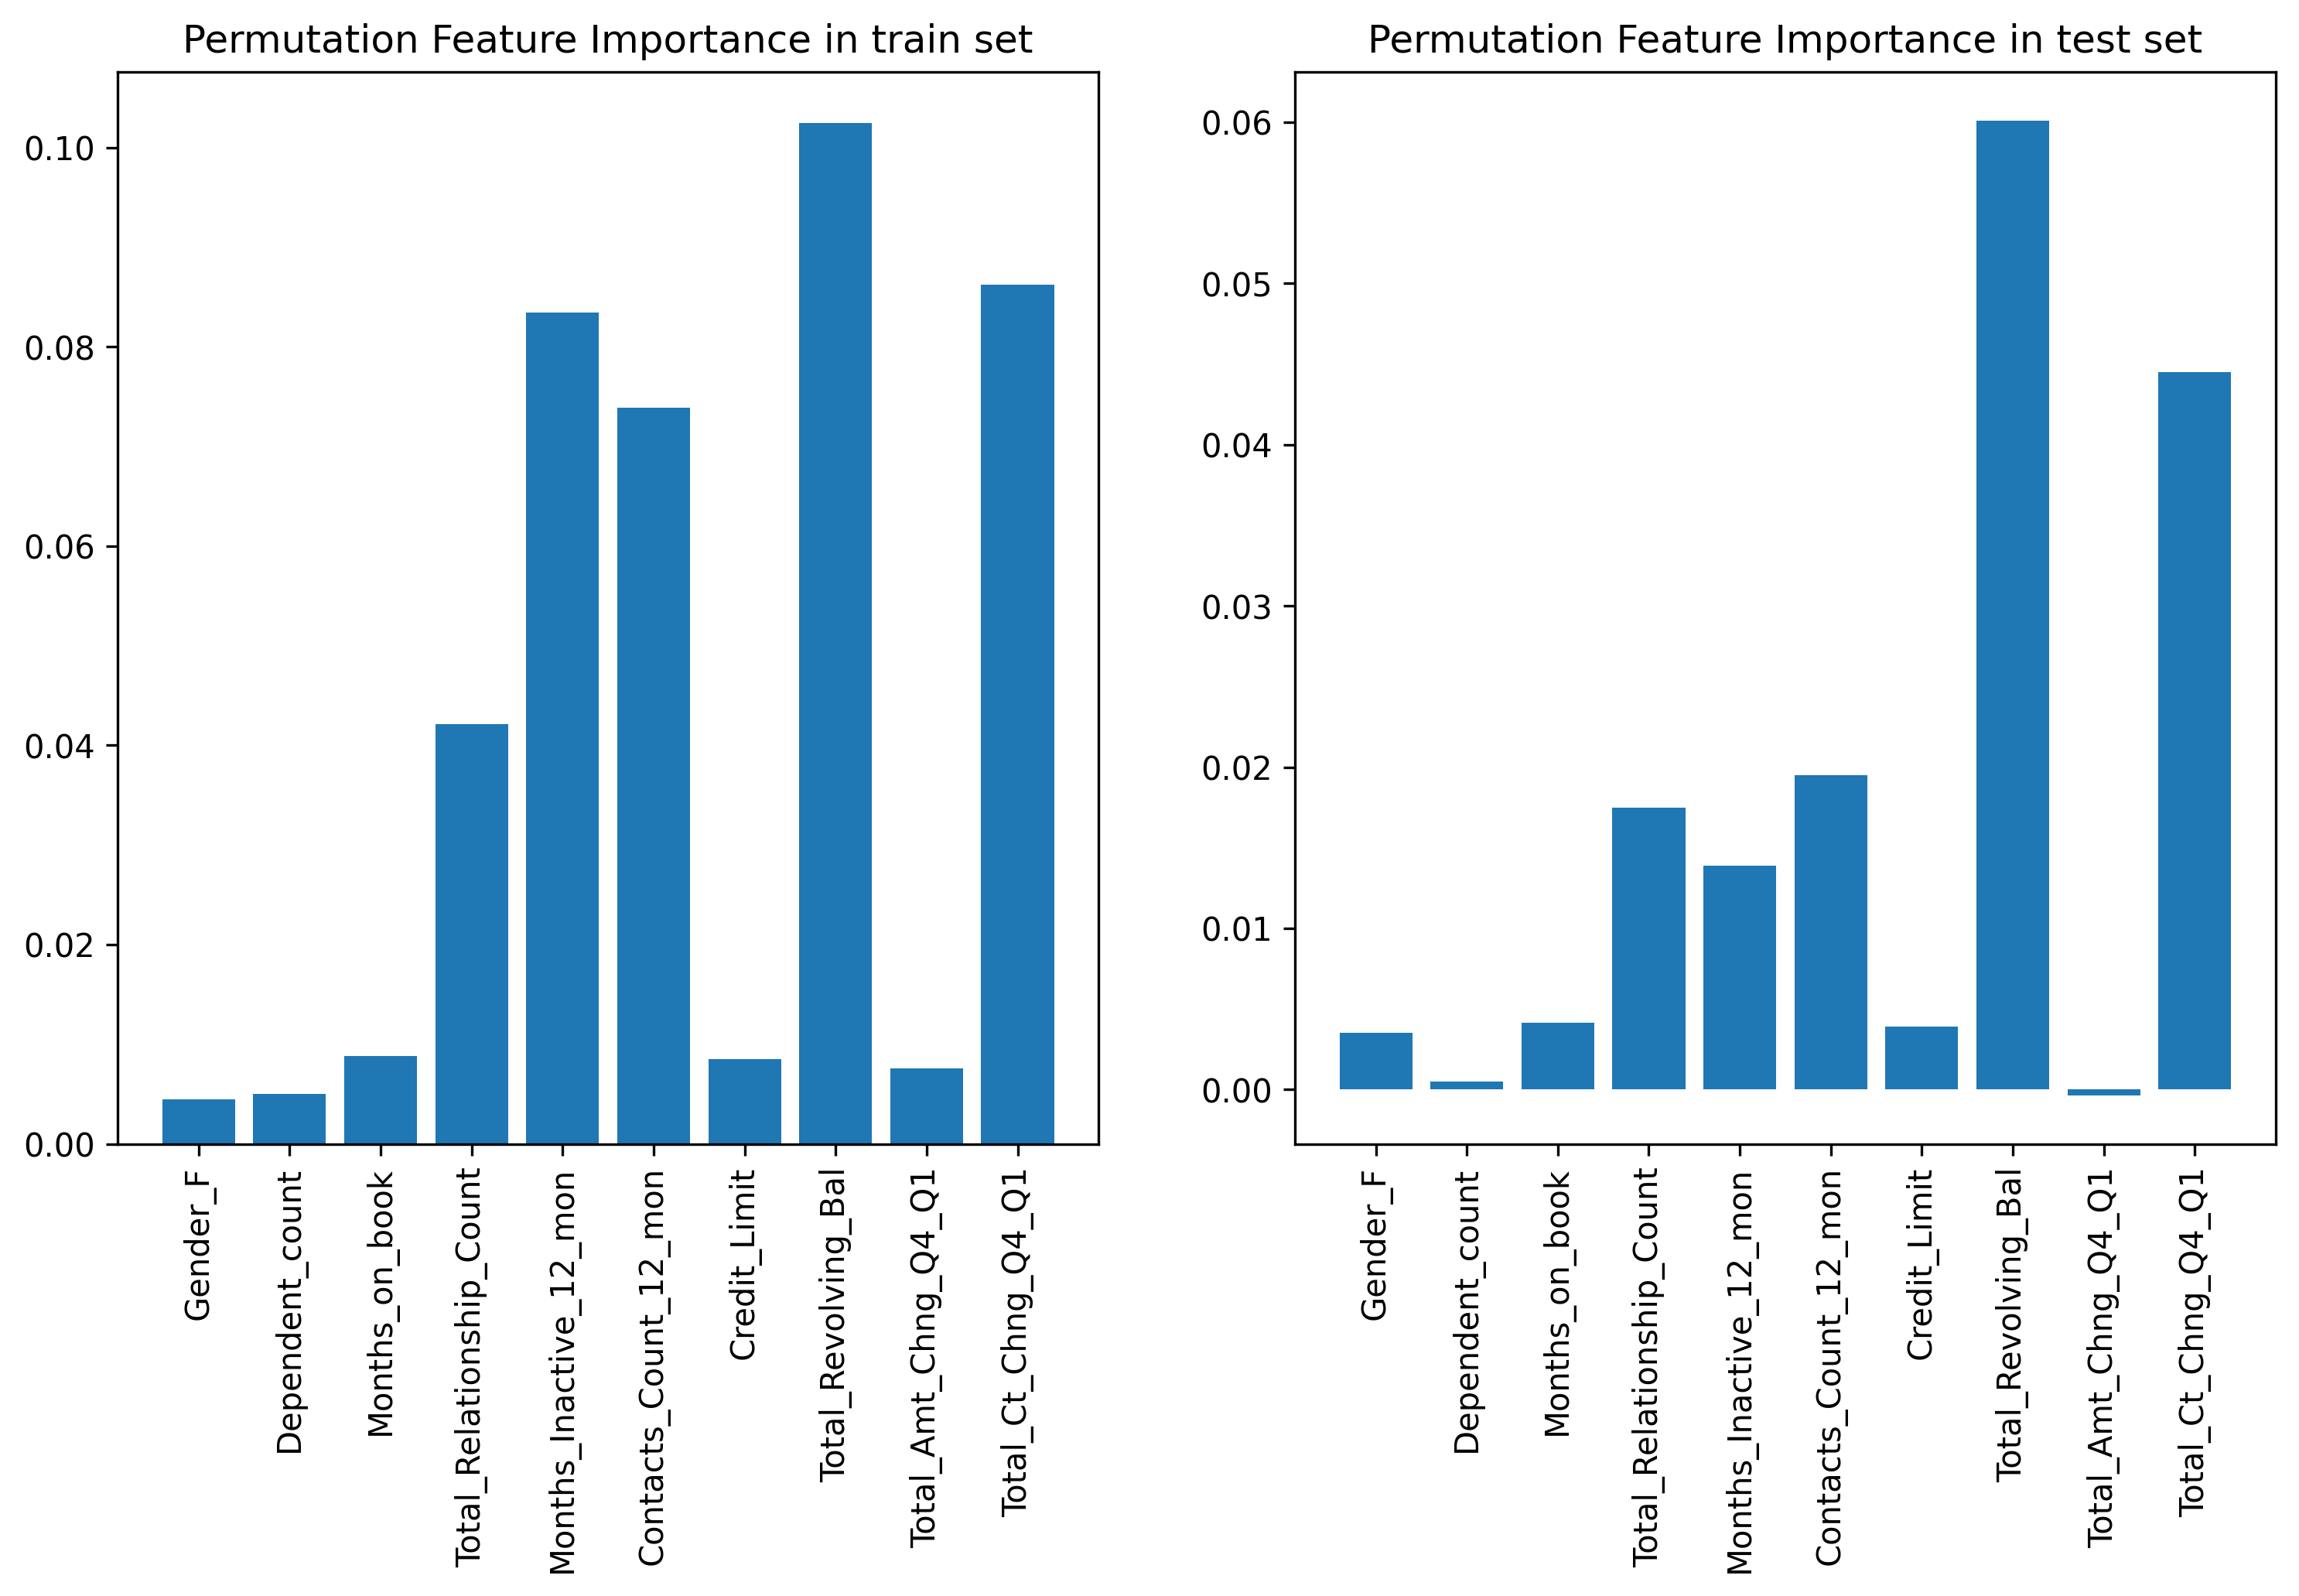 Permutation Feature Importance in train set
0.10
0.08
0.06
0.04
0.02
0.00
Gender_F
Dependent_count
Months_on_book
Total_Relationship_Count
Months_Inactive_12_mon
Contacts_Count_12_mon
Credit_Limit
Total_Revolving_Bal
Total_Amt_Chng_Q4_Q1
Total_Ct_Chng_Q4_Q1
Permutation Feature Importance in test set
0.06
0.05
0.04
0.03
0.02
0.01
0.00
Gender_F
Dependent_count
Months_on_book
Total_Relationship_Count
Months_Inactive_12_mon
Contacts_Count_12_mon
Credit_Limit
Total_Revolving_Bal
Total_Amt_Chng_Q4_Q1
Total_Ct_Chng_Q4_Q1